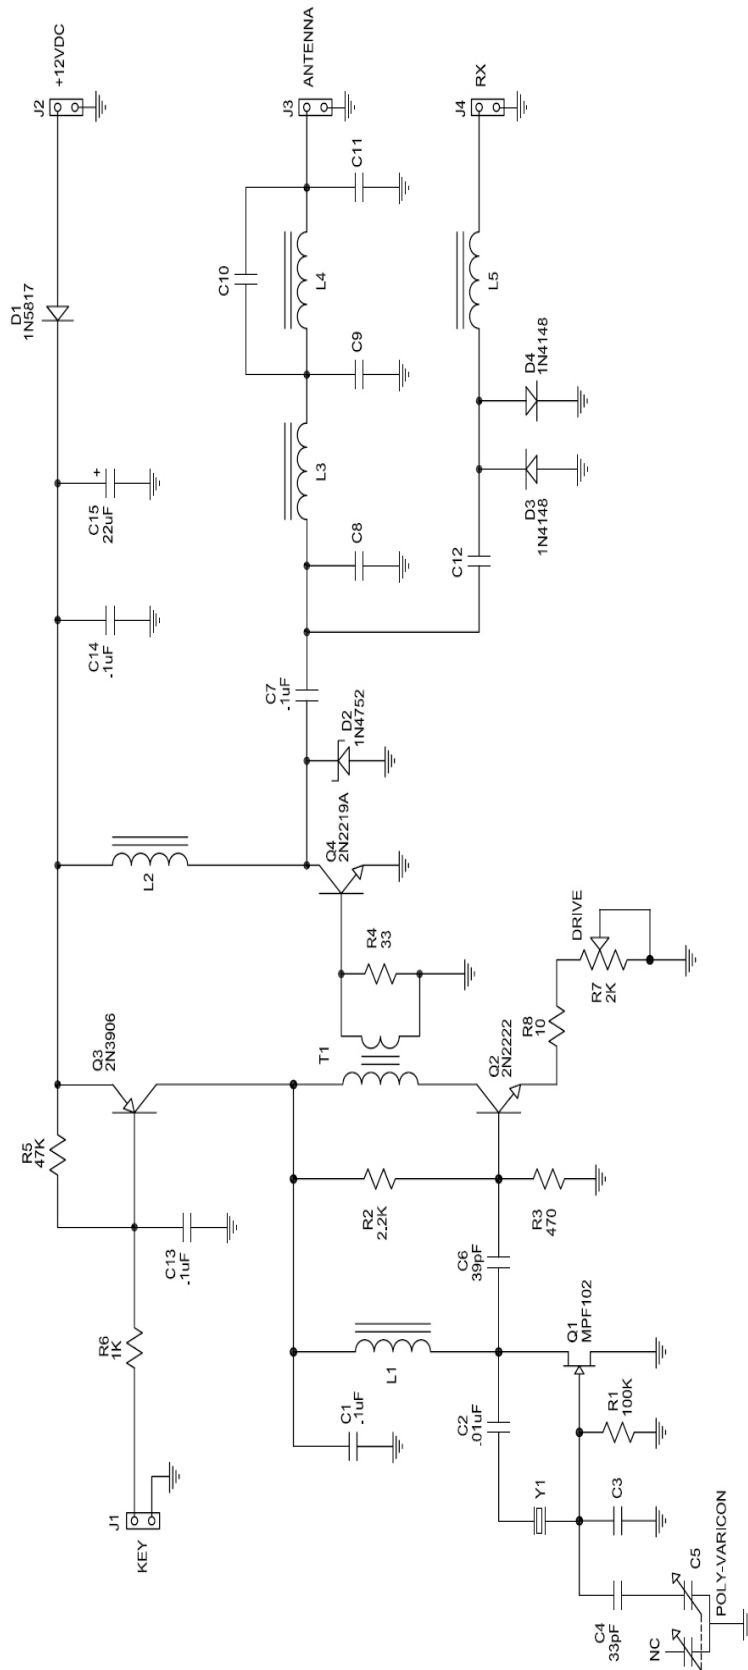 J2
+12VDC
D1
1N5817
C15
22uF
+
C14
.1uF
L2
Q3
2N3906
R5
47K
C13
.1uF
R6
1K
J1
KEY
J3
ANTENNA
C11
C10
L4
C9
L3
C8
C7
.1uF
D2
1N4752
Q4
2N2219A
R4
33
T1
R2
2.2K
L1
C1
.1uF
J4
RX
L5
D4
1N4148
D3
1N4148
C12
DRIVE
R7
2K
R8
10
Q2
2N2222
R3
470
C6
39pF
Q1
MPF102
C2
.01uF
R1
100K
Y1
C3
C4
33pF
C5
POLY-VARICON
NC